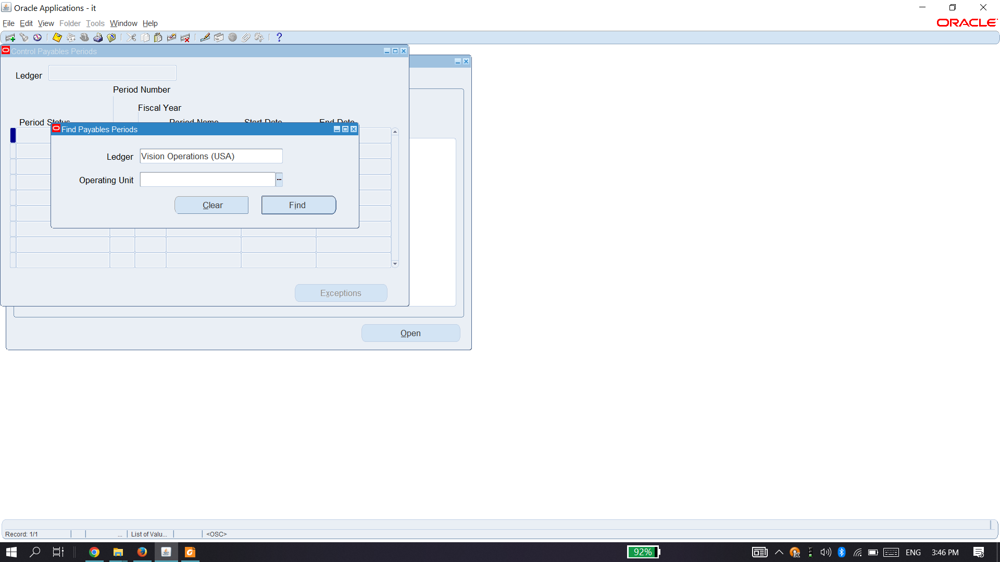 Oracle Applications - it
File Edit View Folder Tools Window Help
ORACLE
Control Payables Periods
Ledger
Period Number
Fiscal Year
Period Status Period Name Start Date End Date
Find Payables Periods
Ledger Vision Operations (USA)
Operating Unit
...
Clear Find
Exceptions
Open
Record: 1/1 ... List of Valu... <OSC>
92% ENG 3:46 PM